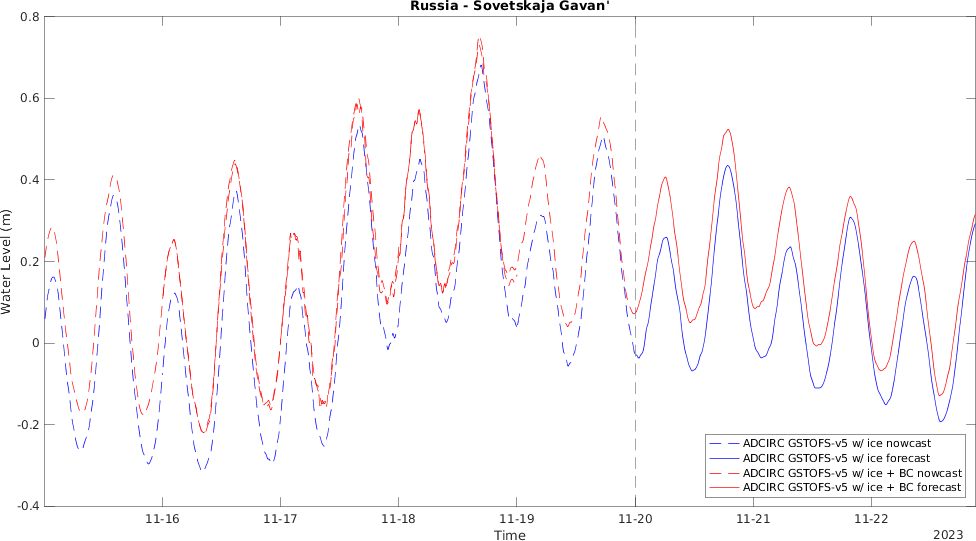 Russia - Sovetskaja Gavan'
0.8
0.6
0.4
0.2
0
-0.2
-0.4
Water Level (m)
ADCIRC GSTOFS-v5 w/ ice nowcast
ADCIRC GSTOFS-v5 w/ ice forecast
ADCIRC GSTOFS-v5 w/ ice + BC nowcast
ADCIRC GSTOFS-v5 w/ ice + BC forecast
11-16 11-17 11-18 11-19 11-20 11-21 11-22
Time
2023